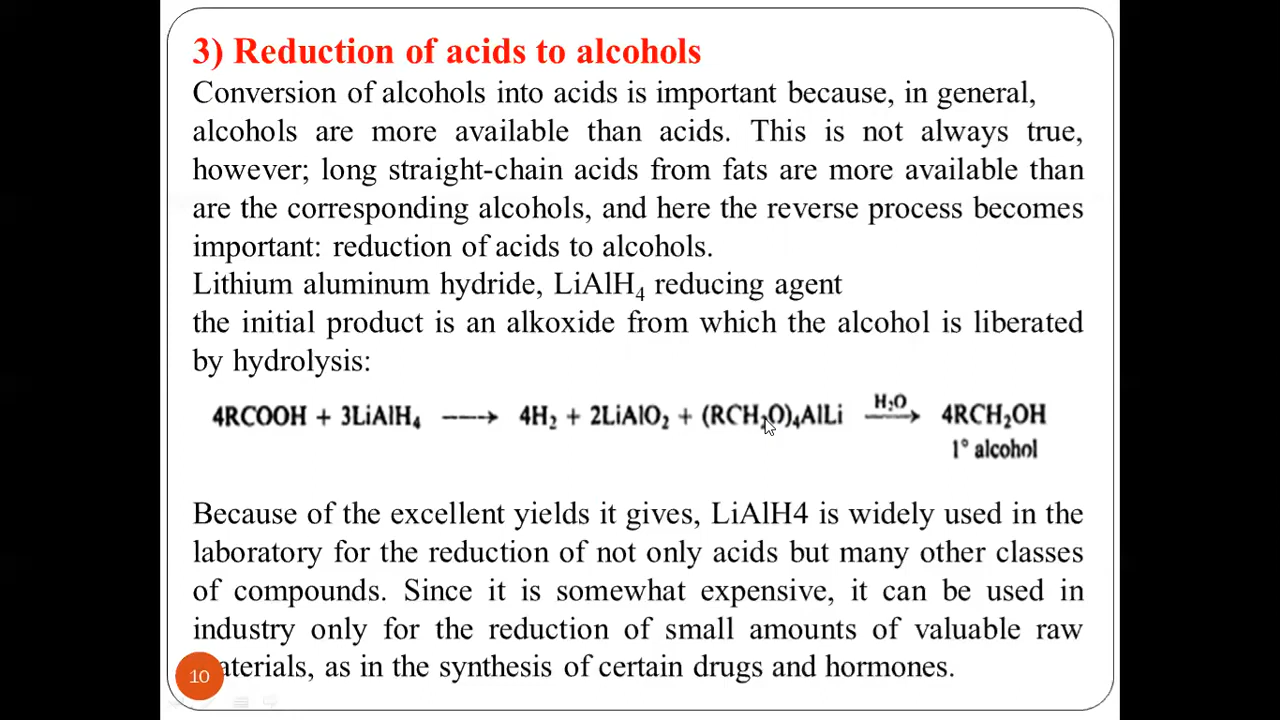 3) Reduction of acids to alcohols
Conversion of alcohols into acids is important because, in general,
alcohols are more available than acids. This is not always true,
however; long straight-chain acids from fats are more available than
are the corresponding alcohols, and here the reverse process becomes
important: reduction of acids to alcohols.
Lithium aluminum hydride, LiAlH₄ reducing agent
the initial product is an alkoxide from which the alcohol is liberated
by hydrolysis:
4RCOOH + 3LiAlH₄ ----→ 4H₂ + 2LiAlO₂ + (RCH₂O)₄AlLi —H₂O→ 4RCH₂OH
1° alcohol
Because of the excellent yields it gives, LiAlH4 is widely used in the
laboratory for the reduction of not only acids but many other classes
of compounds. Since it is somewhat expensive, it can be used in
industry only for the reduction of small amounts of valuable raw
aterials, as in the synthesis of certain drugs and hormones.
10